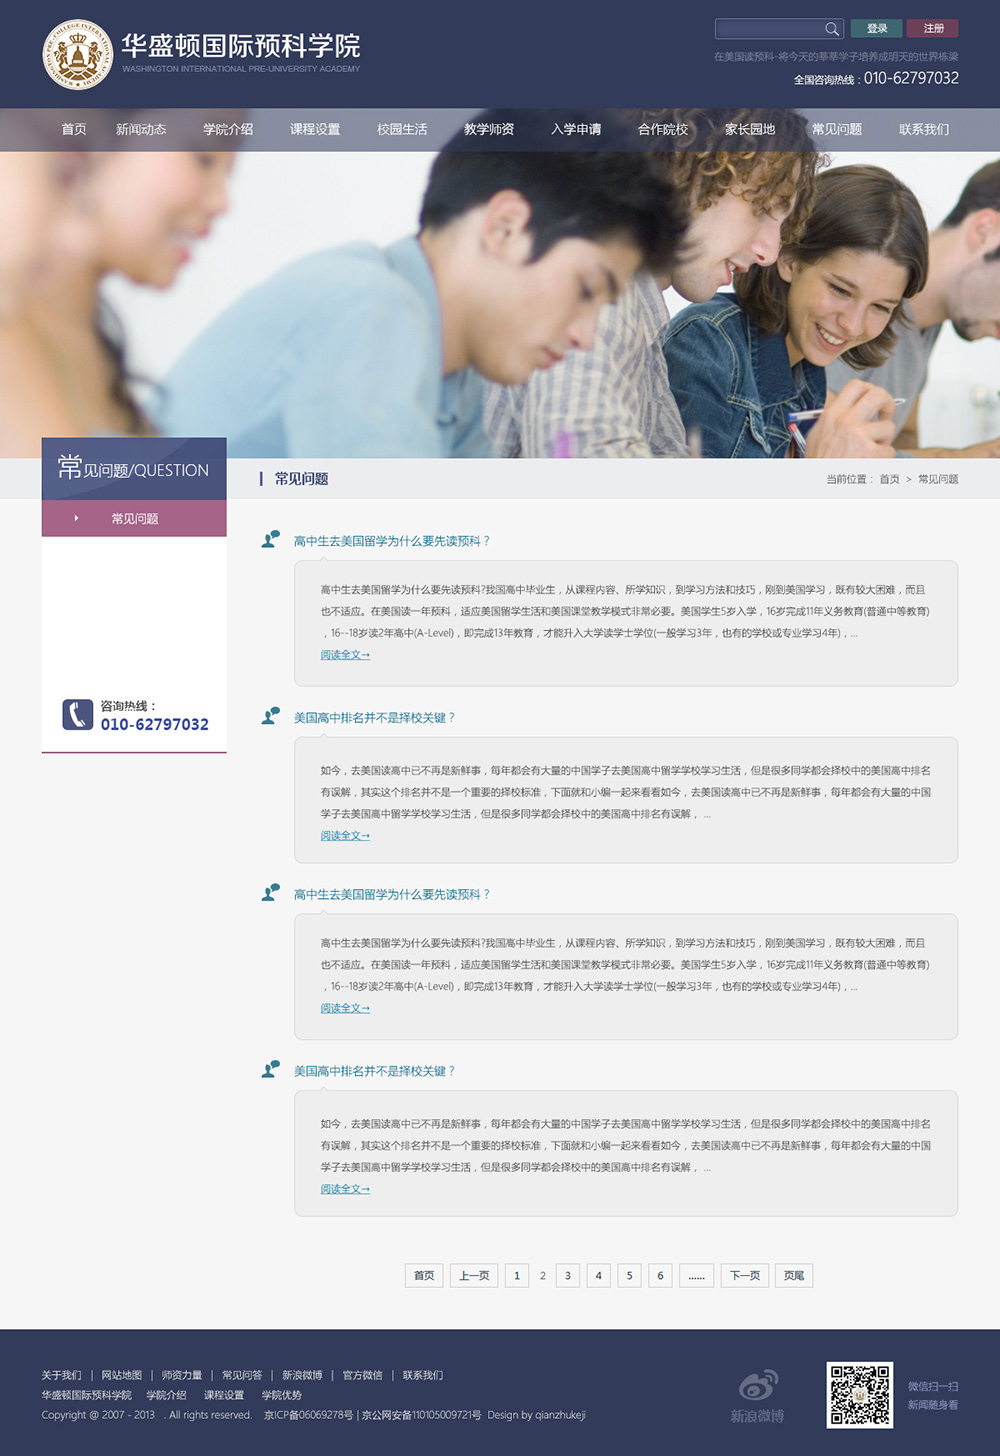 华盛顿国际预科学院
WASHINGTON INTERNATIONAL PRE-UNIVERSITY ACADEMY
登录 注册
在美国读预科-将今天的莘莘学子培养成明天的世界栋梁
全国咨询热线：010-62797032
首页 新闻动态 学院介绍 课程设置 校园生活 教学师资 入学申请 合作院校 家长园地 常见问题 联系我们
常见问题/QUESTION
常见问题
咨询热线：
010-62797032
常见问题
当前位置： 首页 > 常见问题
高中生去美国留学为什么要先读预科？
高中生去美国留学为什么要先读预科?我国高中毕业生，从课程内容、所学知识，到学习方法和技巧，刚到美国学习，既有较大困难，而且
也不适应。在美国读一年预科，适应美国留学生活和美国课堂教学模式非常必要。美国学生5岁入学，16岁完成11年义务教育(普通中等教育)
，16--18岁读2年高中(A-Level)，即完成13年教育，才能升入大学读学士学位(一般学习3年，也有的学校或专业学习4年)，...
阅读全文→
美国高中排名并不是择校关键？
如今，去美国读高中已不再是新鲜事，每年都会有大量的中国学子去美国高中留学学校学习生活，但是很多同学都会择校中的美国高中排名
有误解，其实这个排名并不是一个重要的择校标准，下面就和小编一起来看看如今，去美国读高中已不再是新鲜事，每年都会有大量的中国
学子去美国高中留学学校学习生活，但是很多同学都会择校中的美国高中排名有误解， ...
阅读全文→
高中生去美国留学为什么要先读预科？
高中生去美国留学为什么要先读预科?我国高中毕业生，从课程内容、所学知识，到学习方法和技巧，刚到美国学习，既有较大困难，而且
也不适应。在美国读一年预科，适应美国留学生活和美国课堂教学模式非常必要。美国学生5岁入学，16岁完成11年义务教育(普通中等教育)
，16--18岁读2年高中(A-Level)，即完成13年教育，才能升入大学读学士学位(一般学习3年，也有的学校或专业学习4年)，...
阅读全文→
美国高中排名并不是择校关键？
如今，去美国读高中已不再是新鲜事，每年都会有大量的中国学子去美国高中留学学校学习生活，但是很多同学都会择校中的美国高中排名
有误解，其实这个排名并不是一个重要的择校标准，下面就和小编一起来看看如今，去美国读高中已不再是新鲜事，每年都会有大量的中国
学子去美国高中留学学校学习生活，但是很多同学都会择校中的美国高中排名有误解， ...
阅读全文→
首页 上一页 1 2 3 4 5 6 ...... 下一页 页尾
关于我们 | 网站地图 | 师资力量 | 常见问答 | 新浪微博 | 官方微信 | 联系我们
华盛顿国际预科学院 学院介绍 课程设置 学院优势
Copyright @ 2007 - 2013 . All rights reserved. 京ICP备06069278号 | 京公网安备110105009721号 Design by qianzhukeji
新浪微博
微信扫一扫
新闻随身看